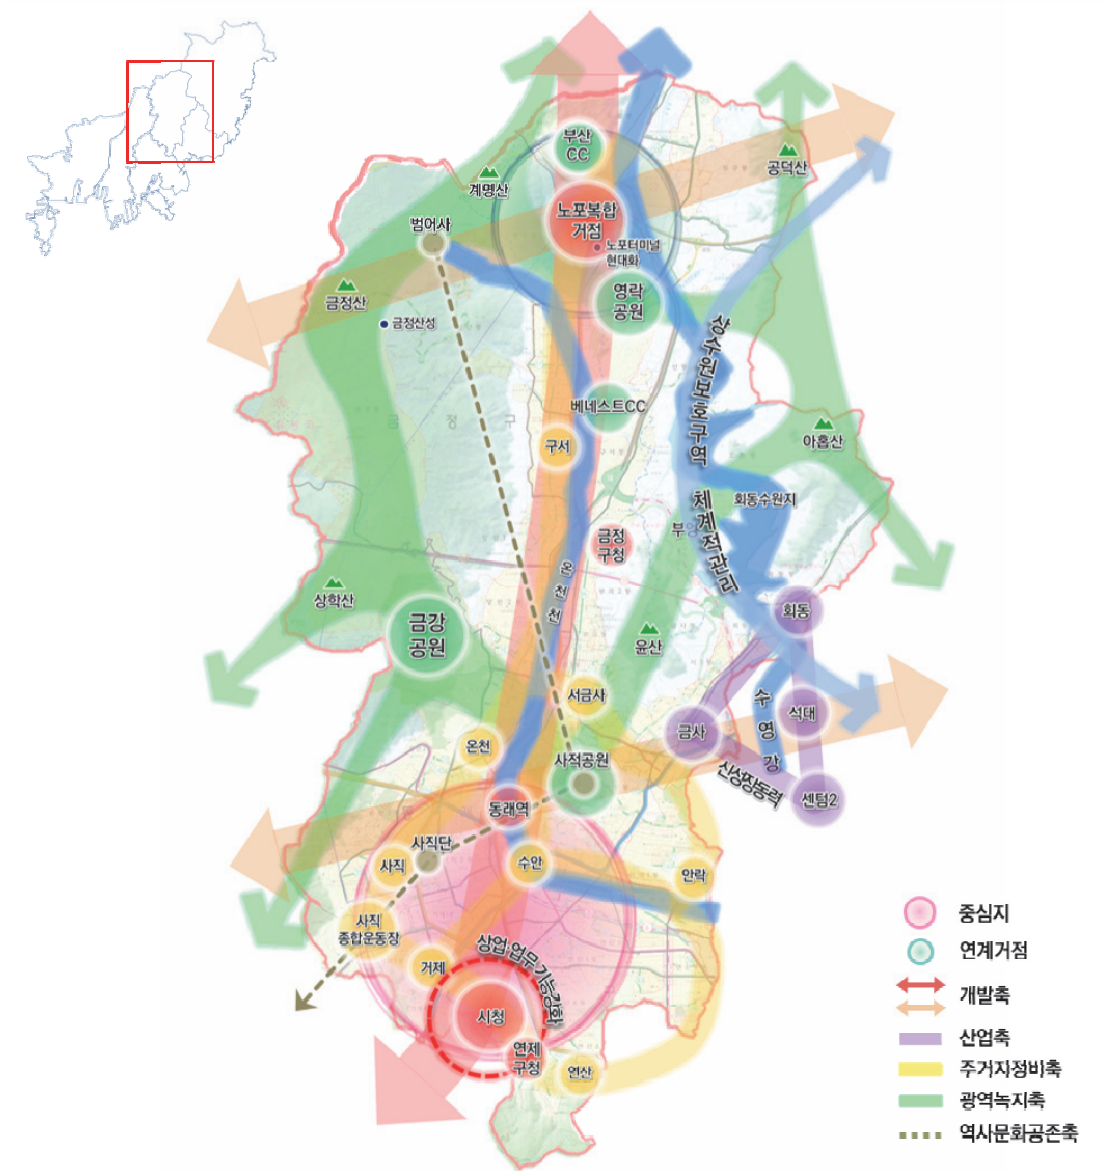 부산
CC
계명산
공덕산
노포복합
거점
범어사
노포터미널
현대화
영락
공원
금정산
금정산성
상수원보호구역 체계적관리
베네스트CC
금 정 구
구서
아홉산
회동수원지
부엉
금정
구청
온천천
상학산
금강
공원
윤산
회동
서금사
수영강
석대
금사
온천
사적공원
신성장동력
센텀2
동래역
사직단
사직
수안
안락
사직
종합운동장
거제
상업 업무 기능강화
시청
연제
구청
연산
중심지
연계거점
개발축
산업축
주거자정비축
광역녹지축
역사문화공존축